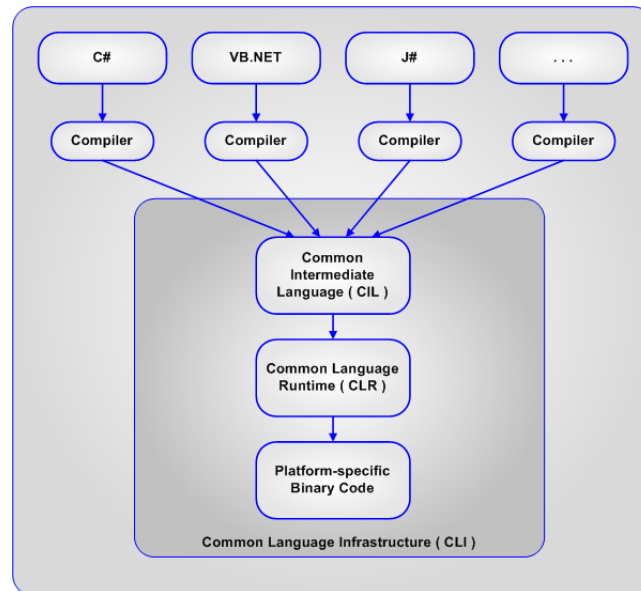 C#
VB.NET
J#
. . .
Compiler
Compiler
Compiler
Compiler
Common
Intermediate
Language ( CIL )
Common Language
Runtime ( CLR )
Platform-specific
Binary Code
Common Language Infrastructure ( CLI )